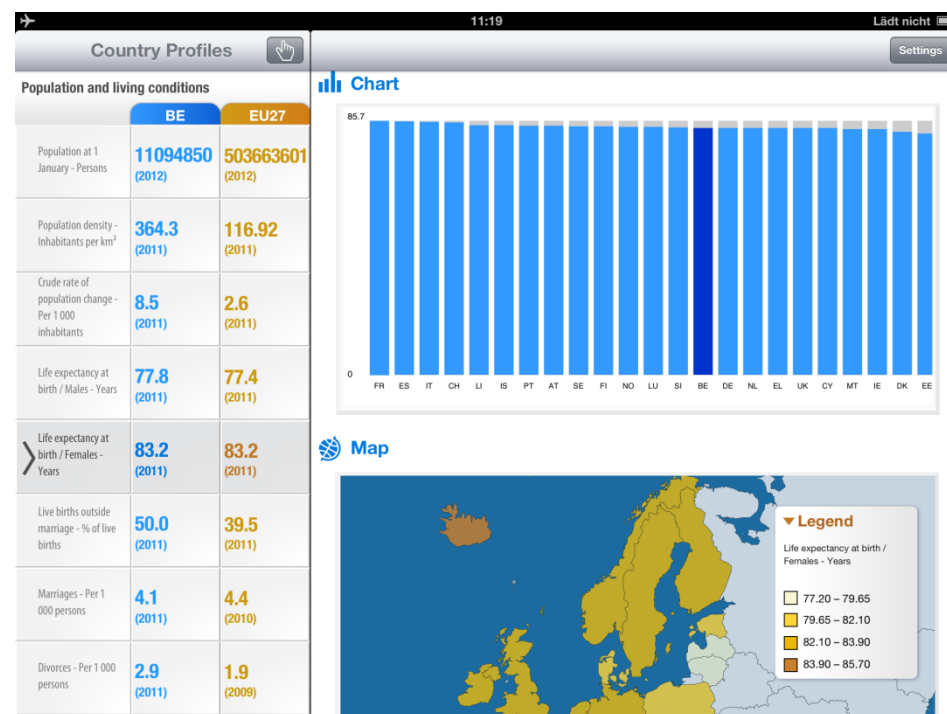 11:19
Lädt nicht
Country Profiles
Settings
Population and living conditions
BE
EU27
Population at 1
January - Persons
11094850
(2012)
503663601
(2012)
Population density -
Inhabitants per km²
364.3
(2011)
116.92
(2011)
Crude rate of
population change -
Per 1 000
inhabitants
8.5
(2011)
2.6
(2011)
Life expectancy at
birth / Males - Years
77.8
(2011)
77.4
(2011)
Life expectancy at
birth / Females -
Years
83.2
(2011)
83.2
(2011)
Live births outside
marriage - % of live
births
50.0
(2011)
39.5
(2011)
Marriages - Per 1
000 persons
4.1
(2011)
4.4
(2010)
Divorces - Per 1 000
persons
2.9
(2011)
1.9
(2009)
Chart
85.7
0
FR ES IT CH LI IS PT AT SE FI NO LU SI BE DE NL EL UK CY MT IE DK EE
Map
Legend
Life expectancy at birth /
Females - Years
77.20 – 79.65
79.65 – 82.10
82.10 – 83.90
83.90 – 85.70